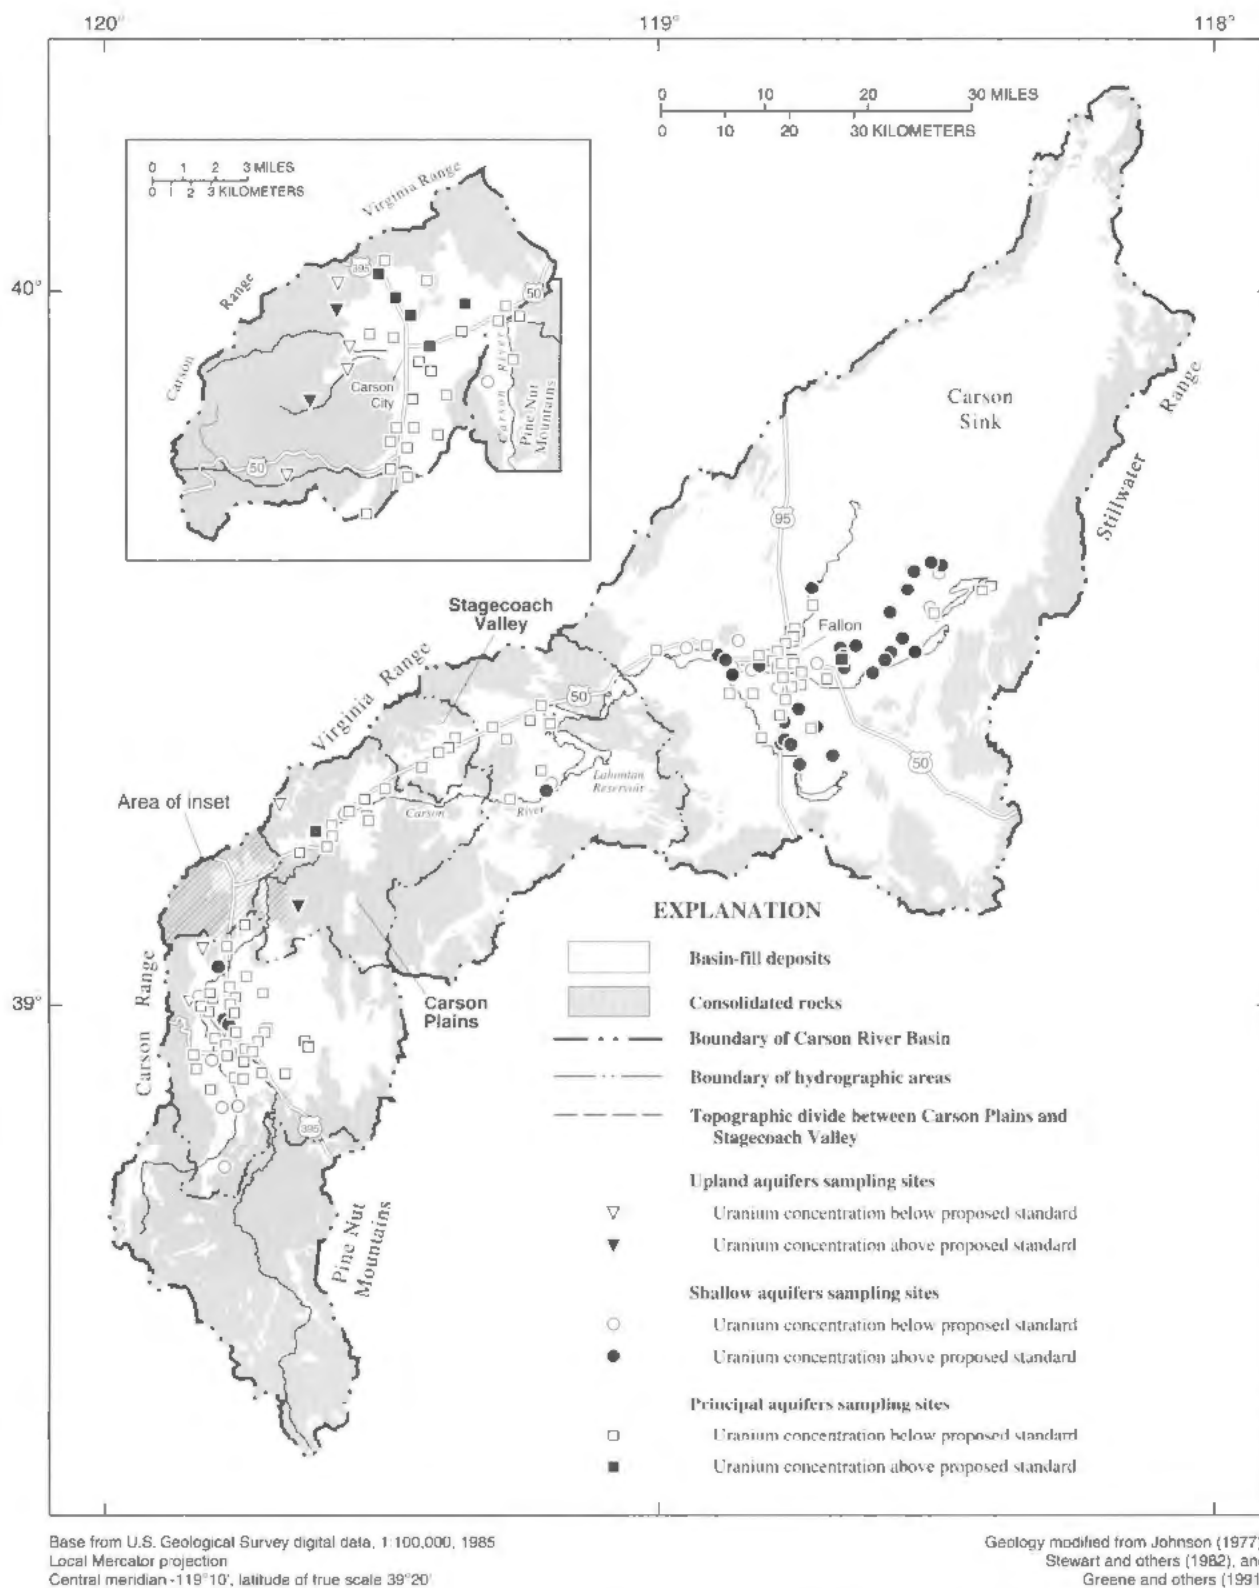 120°
119°
118°
0 10 20 30 MILES
0 10 20 30 KILOMETERS
0 1 2 3 MILES
0 1 2 3 KILOMETERS
Virginia Range
395
Range
50
40°
Carson
Carson
City
Carson River
Pine Nut
Mountains
50
Carson
Sink
Range
Stillwater
95
Stagecoach
Valley
Fallon
Virginia Range
50
50
Area of inset
Lahontan
Reservoir
Carson
River
EXPLANATION
Basin-fill deposits
39°
Carson Range
Carson
Plains
Consolidated rocks
Boundary of Carson River Basin
Boundary of hydrographic areas
395
Topographic divide between Carson Plains and
Stagecoach Valley
Pine Nut
Mountains
Upland aquifers sampling sites
Uranium concentration below proposed standard
Uranium concentration above proposed standard
Shallow aquifers sampling sites
Uranium concentration below proposed standard
Uranium concentration above proposed standard
Principal aquifers sampling sites
Uranium concentration below proposed standard
Uranium concentration above proposed standard
Base from U.S. Geological Survey digital data, 1:100,000, 1985
Local Mercator projection
Central meridian -119°10', latitude of true scale 39°20'
Geology modified from Johnson (1977)
Stewart and others (1982), an
Greene and others (1991